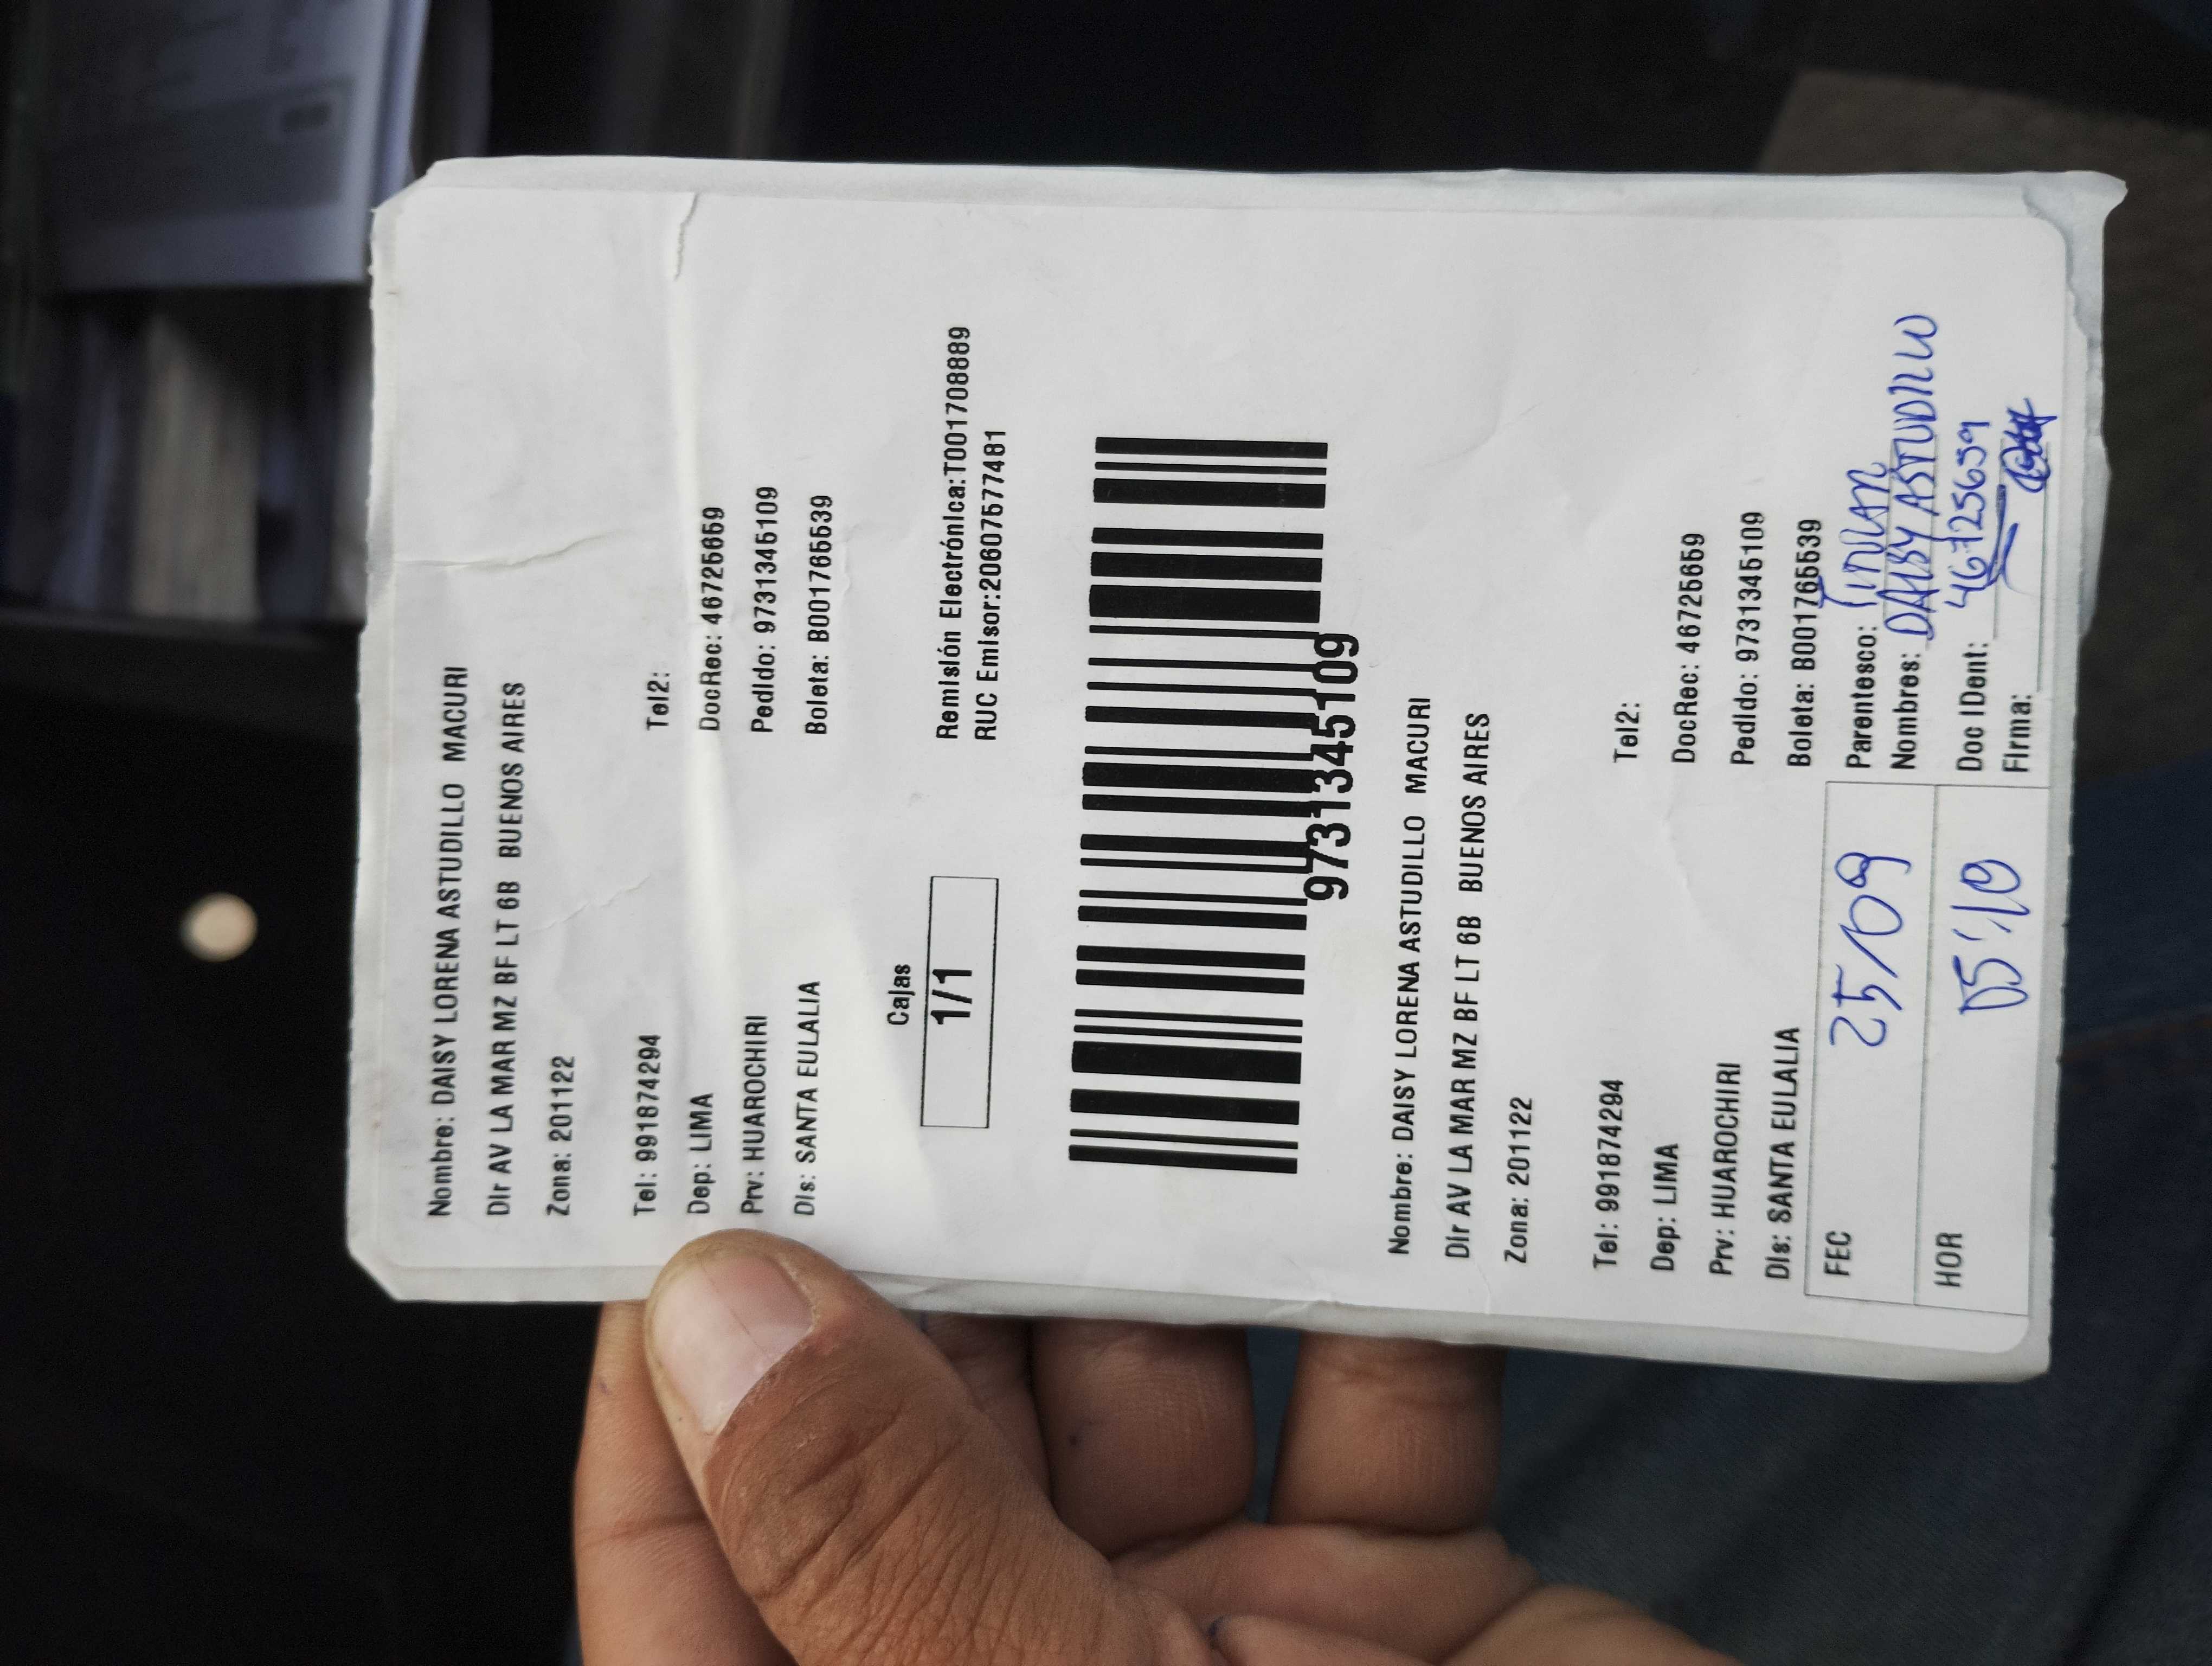 Nombre: DAISY LORENA ASTUDILLO MACURI
Dir AV LA MAR MZ BF LT 6B BUENOS AIRES
Zona: 201122
Tel: 991874294 Tel2:
Dep: LIMA DocRec: 46725659
Prv: HUAROCHIRI Pedido: 9731345109
Dis: SANTA EULALIA Boleta: B001765539
Cajas
1/1
Remisión Electrónica:T001708889
RUC Emisor:20607577481
9731345109
Nombre: DAISY LORENA ASTUDILLO MACURI
Dir AV LA MAR MZ BF LT 6B BUENOS AIRES
Zona: 201122
Tel: 991874294 Tel2:
Dep: LIMA DocRec: 46725659
Prv: HUAROCHIRI Pedido: 9731345109
Dis: SANTA EULALIA Boleta: B001765539
FEC 25/09 Parentesco:
Nombres: DAISY ASTUDILLO
HOR Doc IDent: 46725659
Firma: